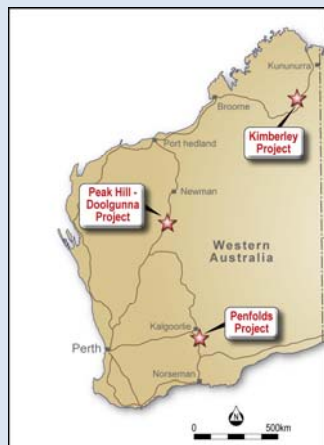 Kununurra
Broome
Kimberley
Project
Port hedland
Peak Hill -
Doolgunna
Project
Newman
Western
Australia
Penfolds
Project
Kalgoorlie
Perth
Norseman
N
0 500km